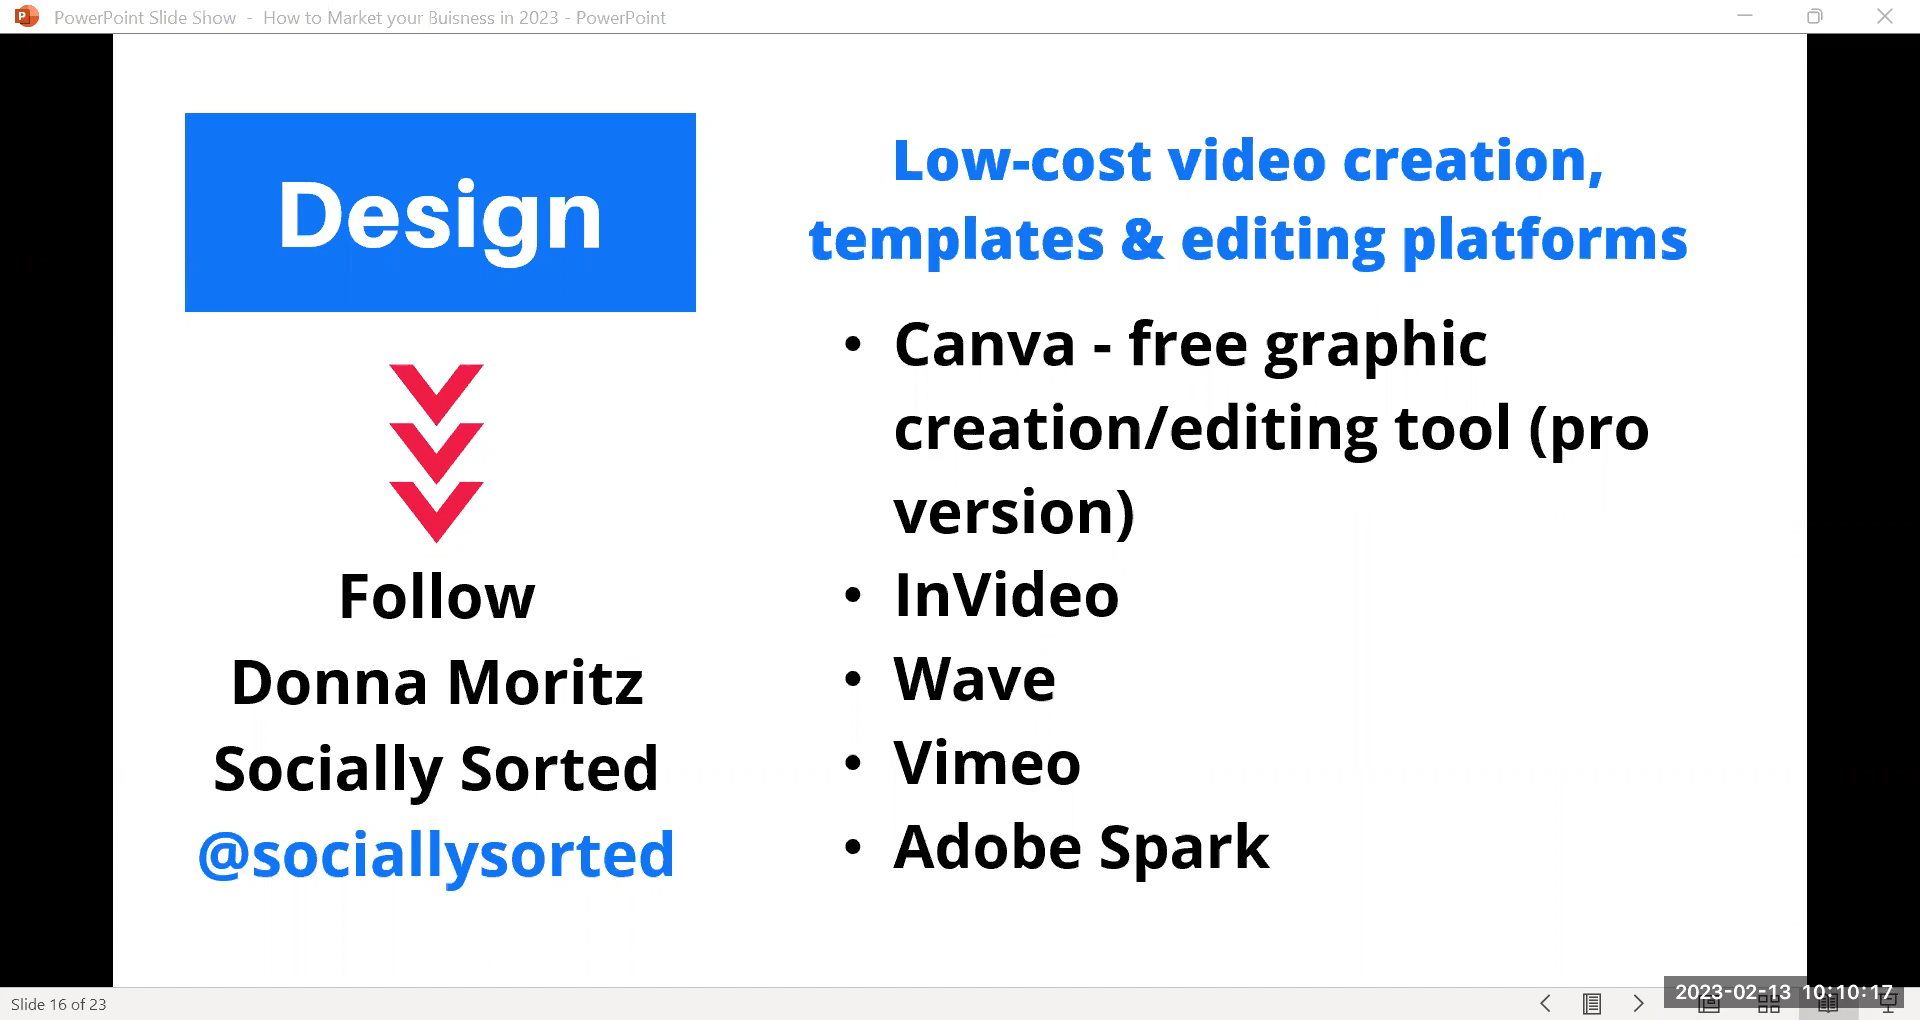 PowerPoint Slide Show - How to Market your Buisness in 2023 - PowerPoint
Design
Follow
Donna Moritz
Socially Sorted
@sociallysorted
Low-cost video creation,
templates & editing platforms
• Canva - free graphic
creation/editing tool (pro
version)
• InVideo
• Wave
• Vimeo
• Adobe Spark
Slide 16 of 23
2023-02-13 10:10:17